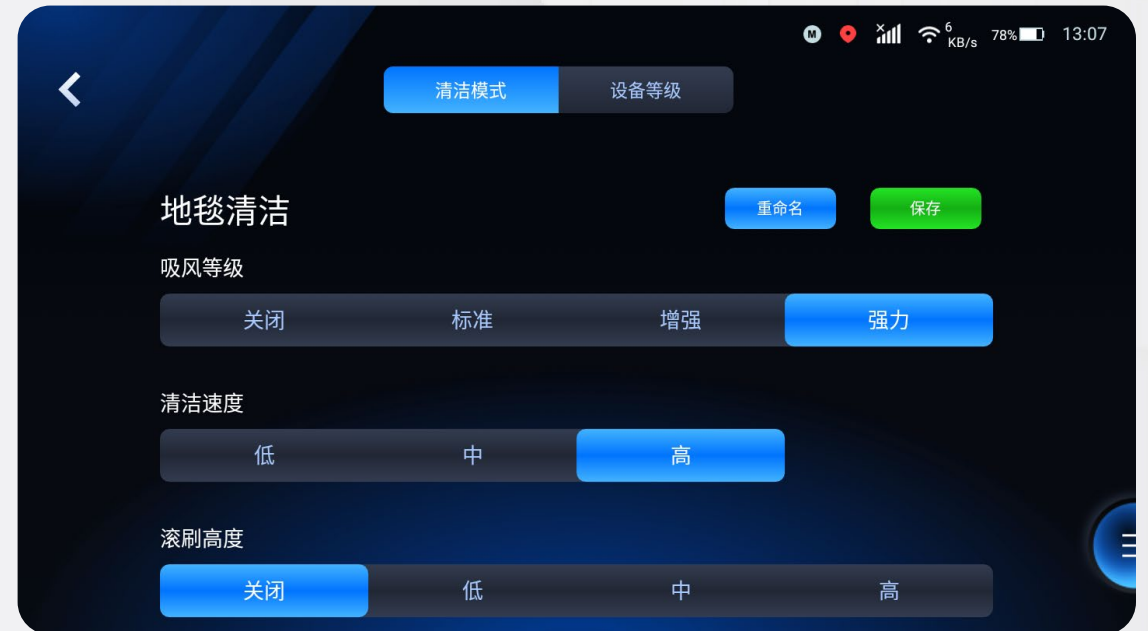 M 6 KB/s 78% 13:07
清洁模式 设备等级
地毯清洁 重命名 保存
吸风等级
关闭 标准 增强 强力
清洁速度
低 中 高
滚刷高度
关闭 低 中 高